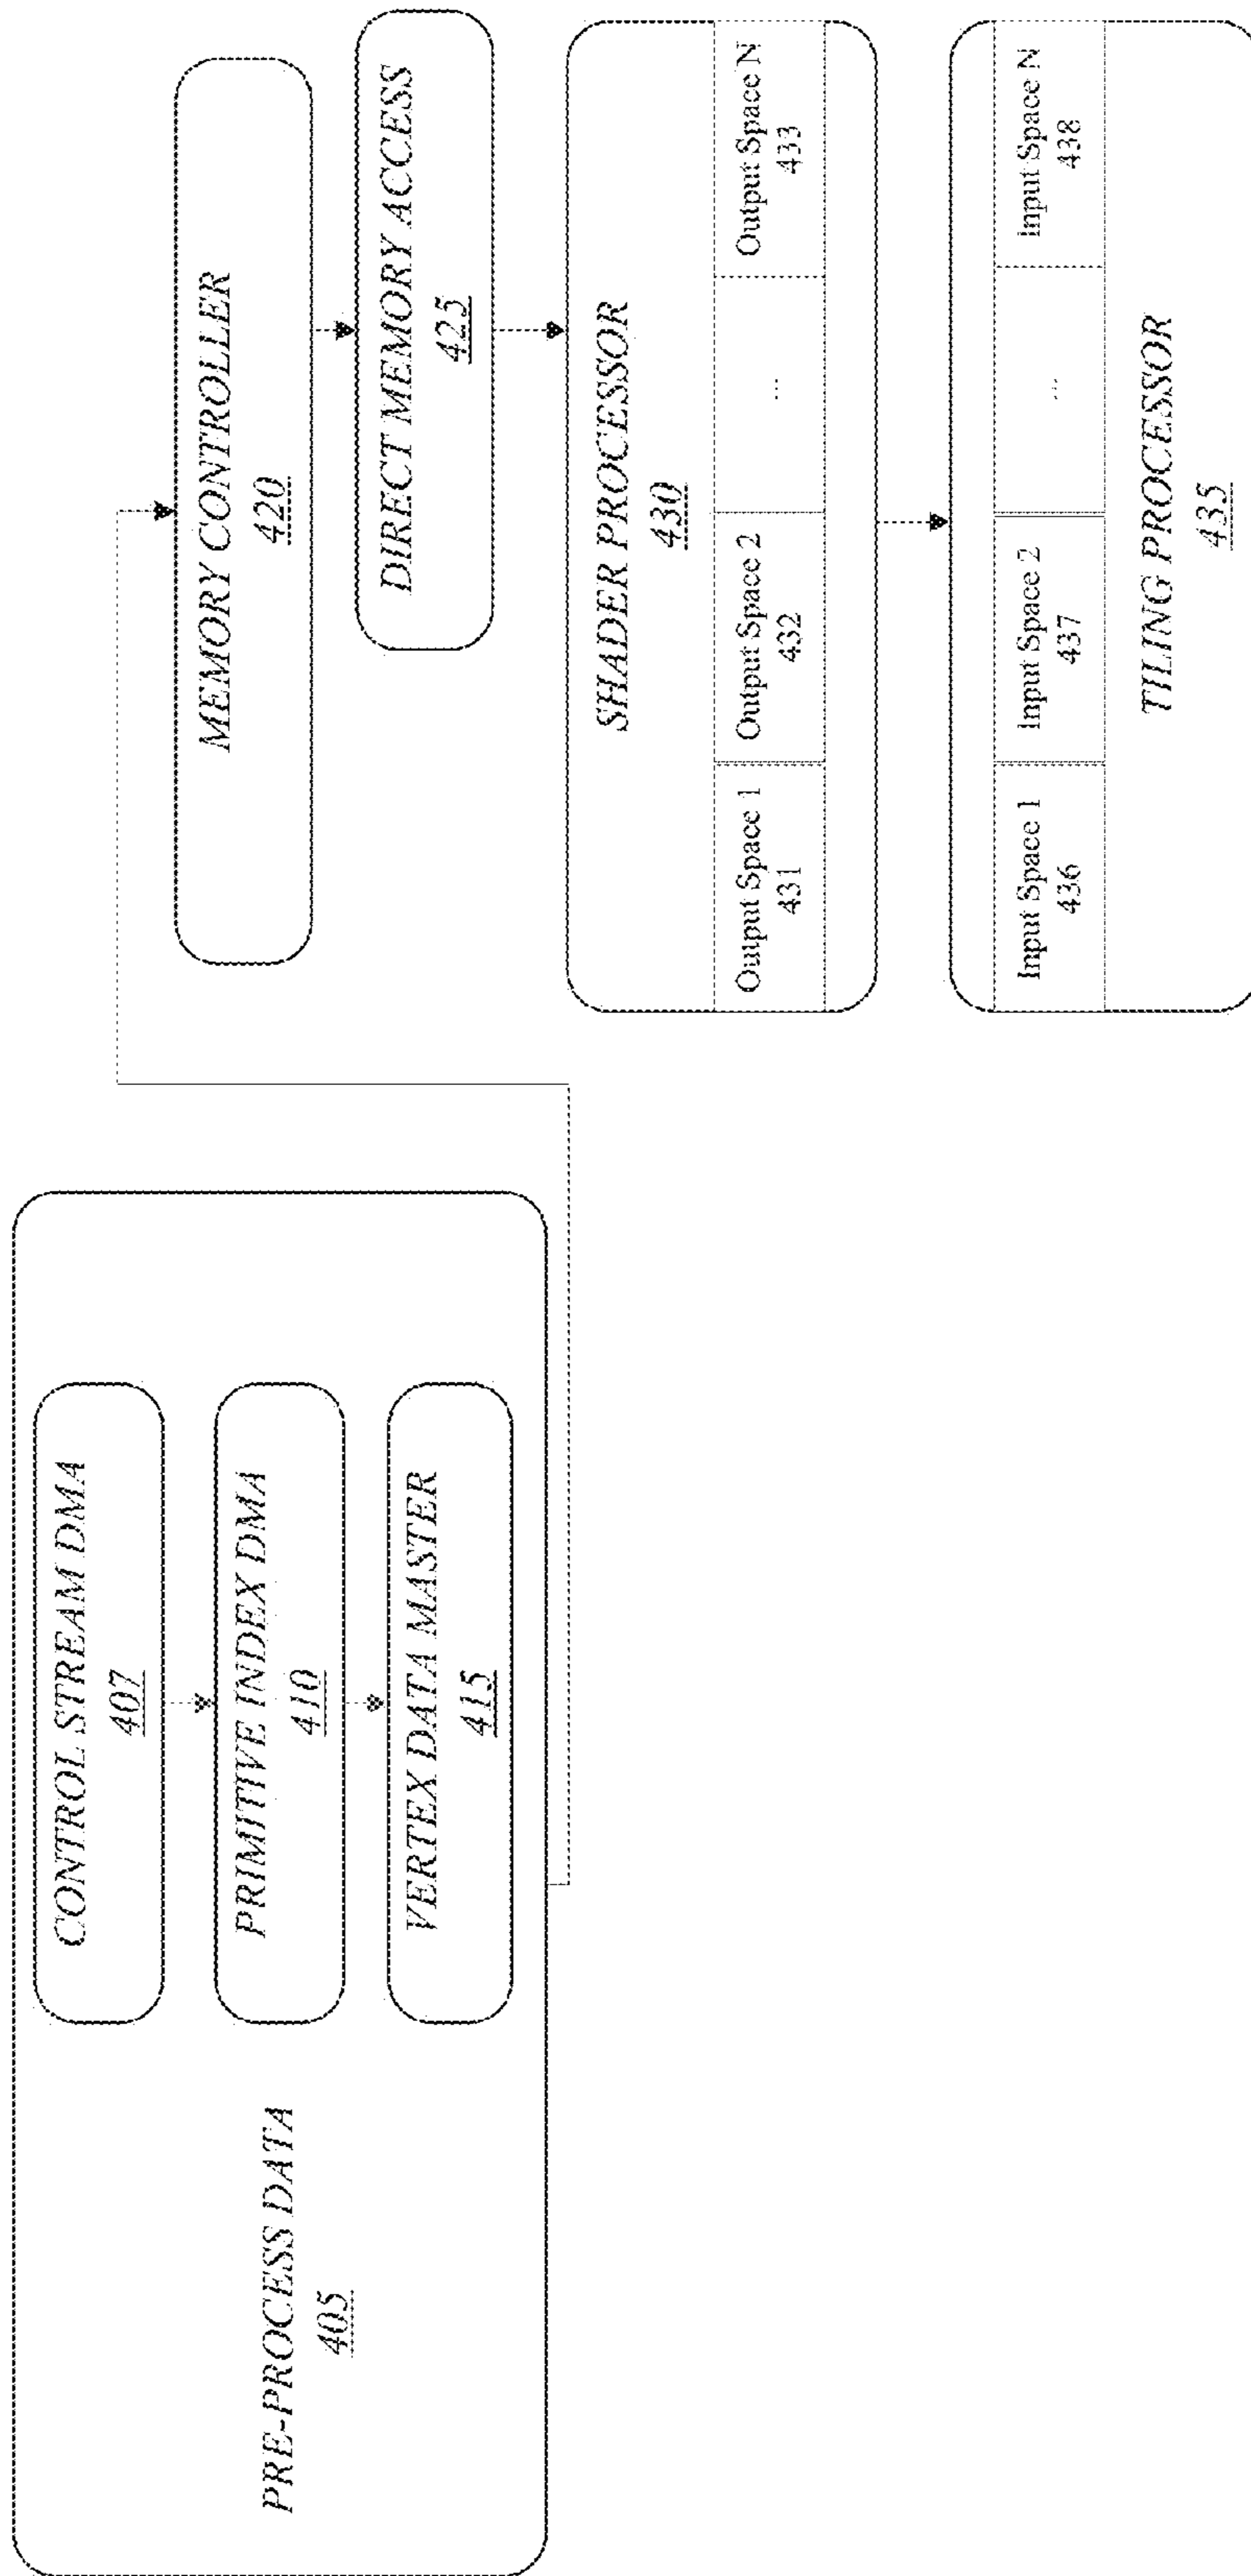 PRE-PROCESS DATA
405
CONTROL STREAM DMA
407
PRIMITIVE INDEX DMA
410
VERTEX DATA MASTER
415
MEMORY CONTROLLER
420
DIRECT MEMORY ACCESS
425
SHADER PROCESSOR
430
Output Space 1
431
Output Space 2
432
...
Output Space N
433
Input Space 1
436
Input Space 2
437
...
Input Space N
438
TILING PROCESSOR
435